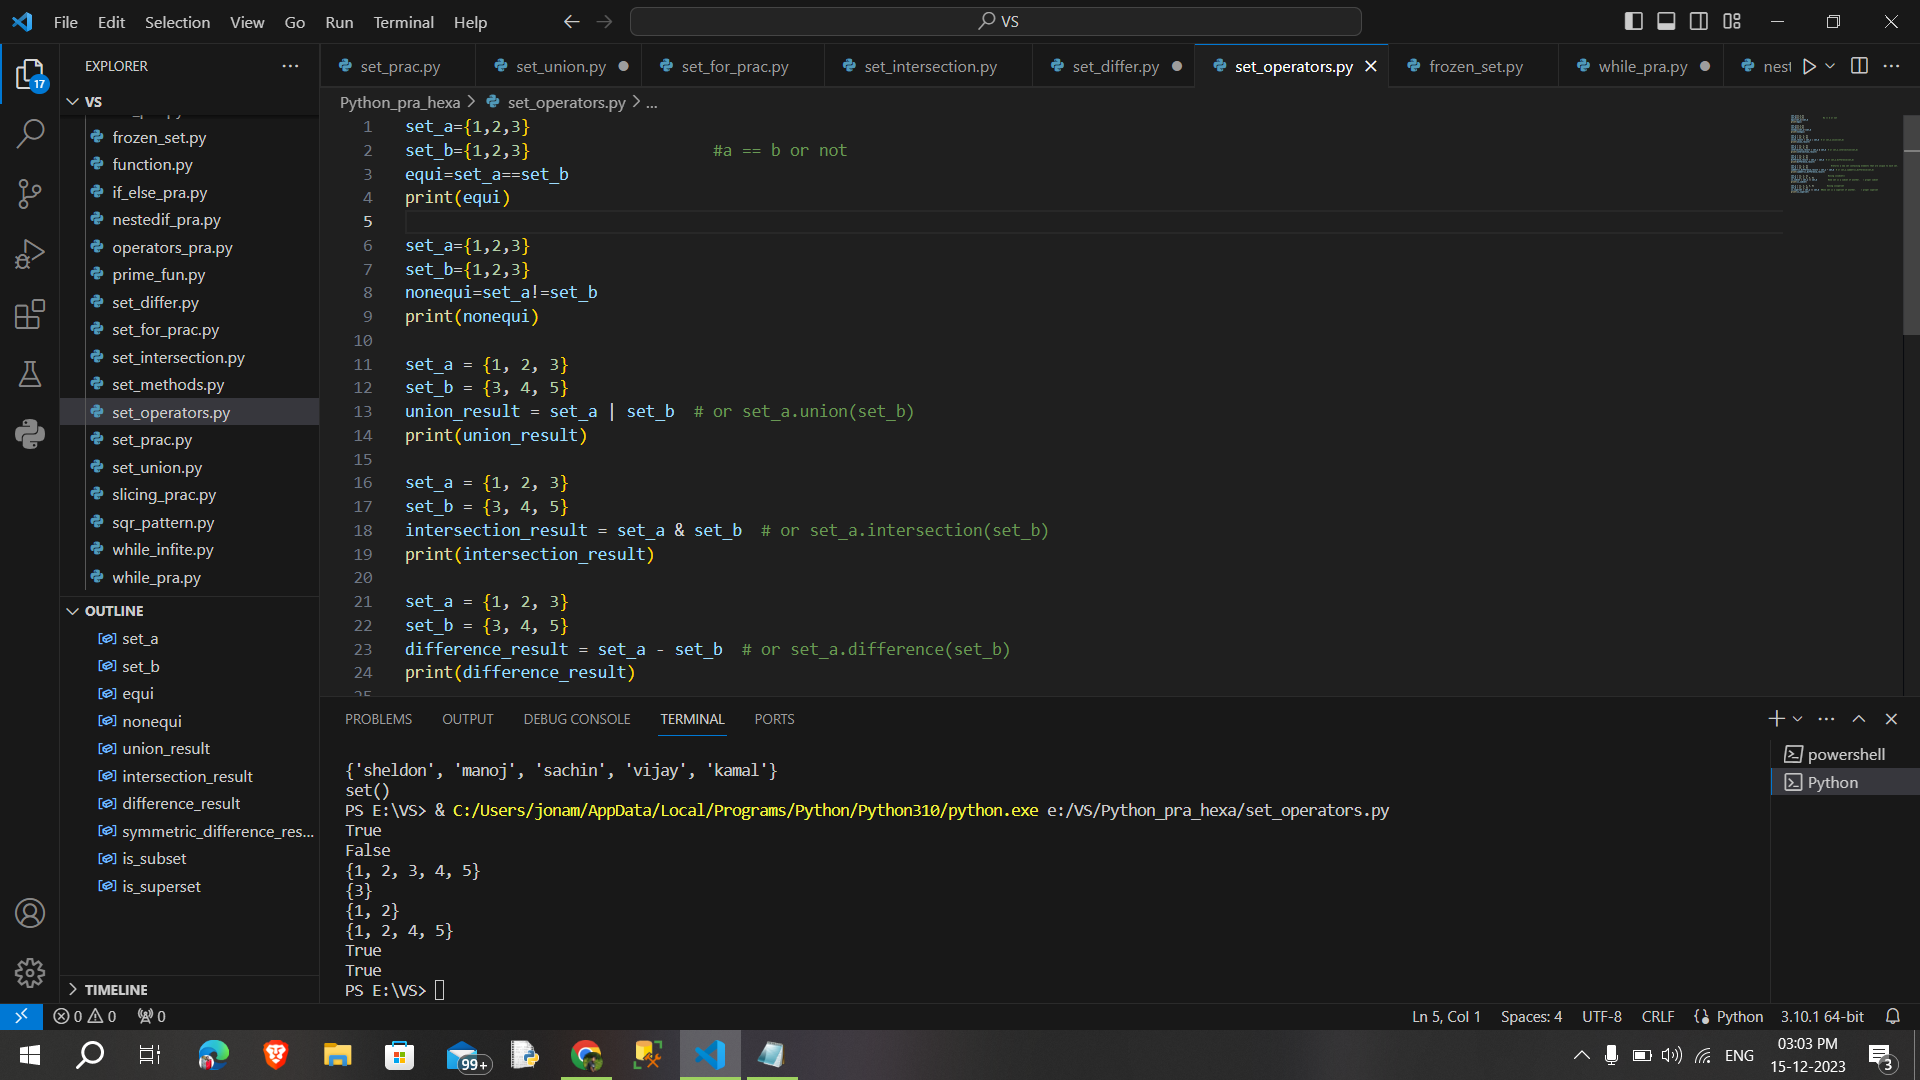 File Edit Selection View Go Run Terminal Help
VS
17
EXPLORER
VS
frozen_set.py
function.py
if_else_pra.py
nestedif_pra.py
operators_pra.py
prime_fun.py
set_differ.py
set_for_prac.py
set_intersection.py
set_methods.py
set_operators.py
set_prac.py
set_union.py
slicing_prac.py
sqr_pattern.py
while_infite.py
while_pra.py
OUTLINE
set_a
set_b
equi
nonequi
union_result
intersection_result
difference_result
symmetric_difference_res...
is_subset
is_superset
TIMELINE
set_prac.py set_union.py set_for_prac.py set_intersection.py set_differ.py set_operators.py frozen_set.py while_pra.py nest
Python_pra_hexa > set_operators.py > ...
1 set_a={1,2,3}
2 set_b={1,2,3} #a == b or not
3 equi=set_a==set_b
4 print(equi)
5
6 set_a={1,2,3}
7 set_b={1,2,3}
8 nonequi=set_a!=set_b
9 print(nonequi)
10
11 set_a = {1, 2, 3}
12 set_b = {3, 4, 5}
13 union_result = set_a | set_b # or set_a.union(set_b)
14 print(union_result)
15
16 set_a = {1, 2, 3}
17 set_b = {3, 4, 5}
18 intersection_result = set_a & set_b # or set_a.intersection(set_b)
19 print(intersection_result)
20
21 set_a = {1, 2, 3}
22 set_b = {3, 4, 5}
23 difference_result = set_a - set_b # or set_a.difference(set_b)
24 print(difference_result)
25
PROBLEMS OUTPUT DEBUG CONSOLE TERMINAL PORTS
{'sheldon', 'manoj', 'sachin', 'vijay', 'kamal'}
set()
PS E:\VS> & C:/Users/jonam/AppData/Local/Programs/Python/Python310/python.exe e:/VS/Python_pra_hexa/set_operators.py
True
False
{1, 2, 3, 4, 5}
{3}
{1, 2}
{1, 2, 4, 5}
True
True
PS E:\VS>
powershell
Python
0 0 0
Ln 5, Col 1 Spaces: 4 UTF-8 CRLF Python 3.10.1 64-bit
99+
ENG
03:03 PM
15-12-2023
3